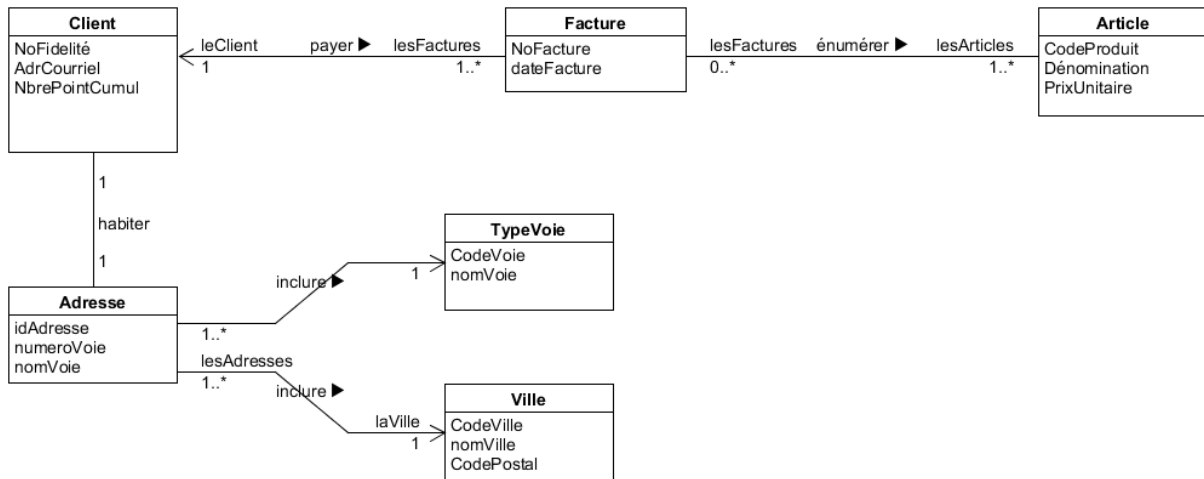 Client
NoFidelité
AdrCourriel
NbrePointCumul
leClient
payer ▶
lesFactures
1
1..*
Facture
NoFacture
dateFacture
lesFactures
énumérer ▶
lesArticles
0..*
1..*
Article
CodeProduit
Dénomination
PrixUnitaire
1
habiter
1
Adresse
idAdresse
numeroVoie
nomVoie
1..*
inclure ▶
1
TypeVoie
CodeVoie
nomVoie
lesAdresses
1..*
inclure ▶
laVille
1
Ville
CodeVille
nomVille
CodePostal